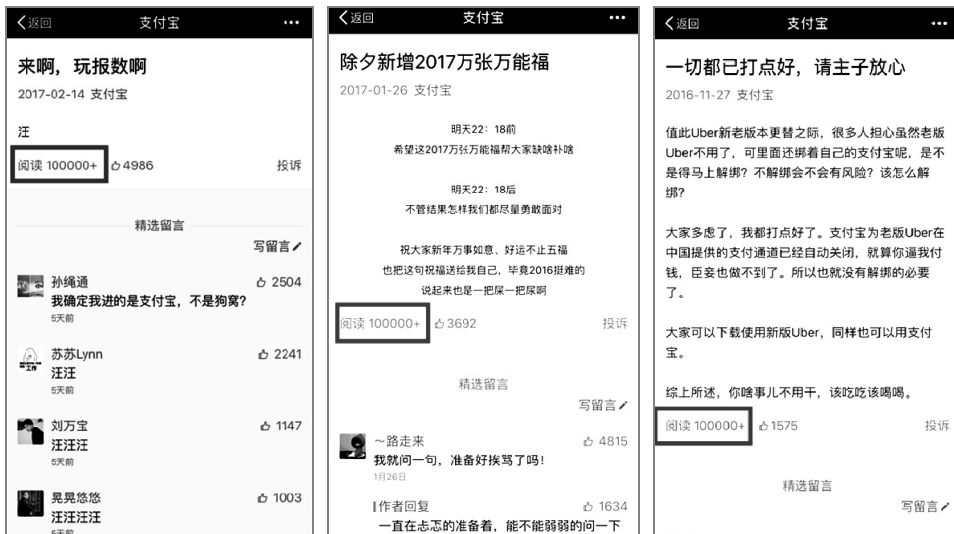 返回
支付宝
•••
来啊，玩报数啊
2017-02-14 支付宝
汪
阅读 100000+ 4986 投诉
精选留言
写留言
孙绳通 2504
我确定我进的是支付宝，不是狗窝？
5天前
苏苏Lynn 2241
汪汪
5天前
刘万宝 1147
汪汪汪
5天前
晃晃悠悠 1003
汪汪汪汪
5天前
返回
支付宝
•••
除夕新增2017万张万能福
2017-01-26 支付宝
明天22：18前
希望这2017万张万能福帮大家缺啥补啥
明天22：18后
不管结果怎样我们都尽量勇敢面对
祝大家新年万事如意、好运不止五福
也把这句祝福送给我自己，毕竟2016挺难的
说起来也是一把屎一把尿啊
阅读 100000+ 3692 投诉
精选留言
写留言
～路走来 4815
我就问一句，准备好挨骂了吗！
1月26日
作者回复 1634
一直在忐忑的准备着，能不能弱弱的问一下
返回
支付宝
•••
一切都已打点好，请主子放心
2016-11-27 支付宝
值此Uber新老版本更替之际，很多人担心虽然老版
Uber不用了，可里面还绑着自己的支付宝呢，是不
是得马上解绑？不解绑会不会有风险？该怎么解
绑？
大家多虑了，我都打点好了。支付宝为老版Uber在
中国提供的支付通道已经自动关闭，就算你逼我付
钱，臣妾也做不到了。所以也就没有解绑的必要
了。
大家可以下载使用新版Uber，同样也可以用支付
宝。
综上所述，你啥事儿不用干，该吃吃该喝喝。
阅读 100000+ 1575 投诉
精选留言
写留言